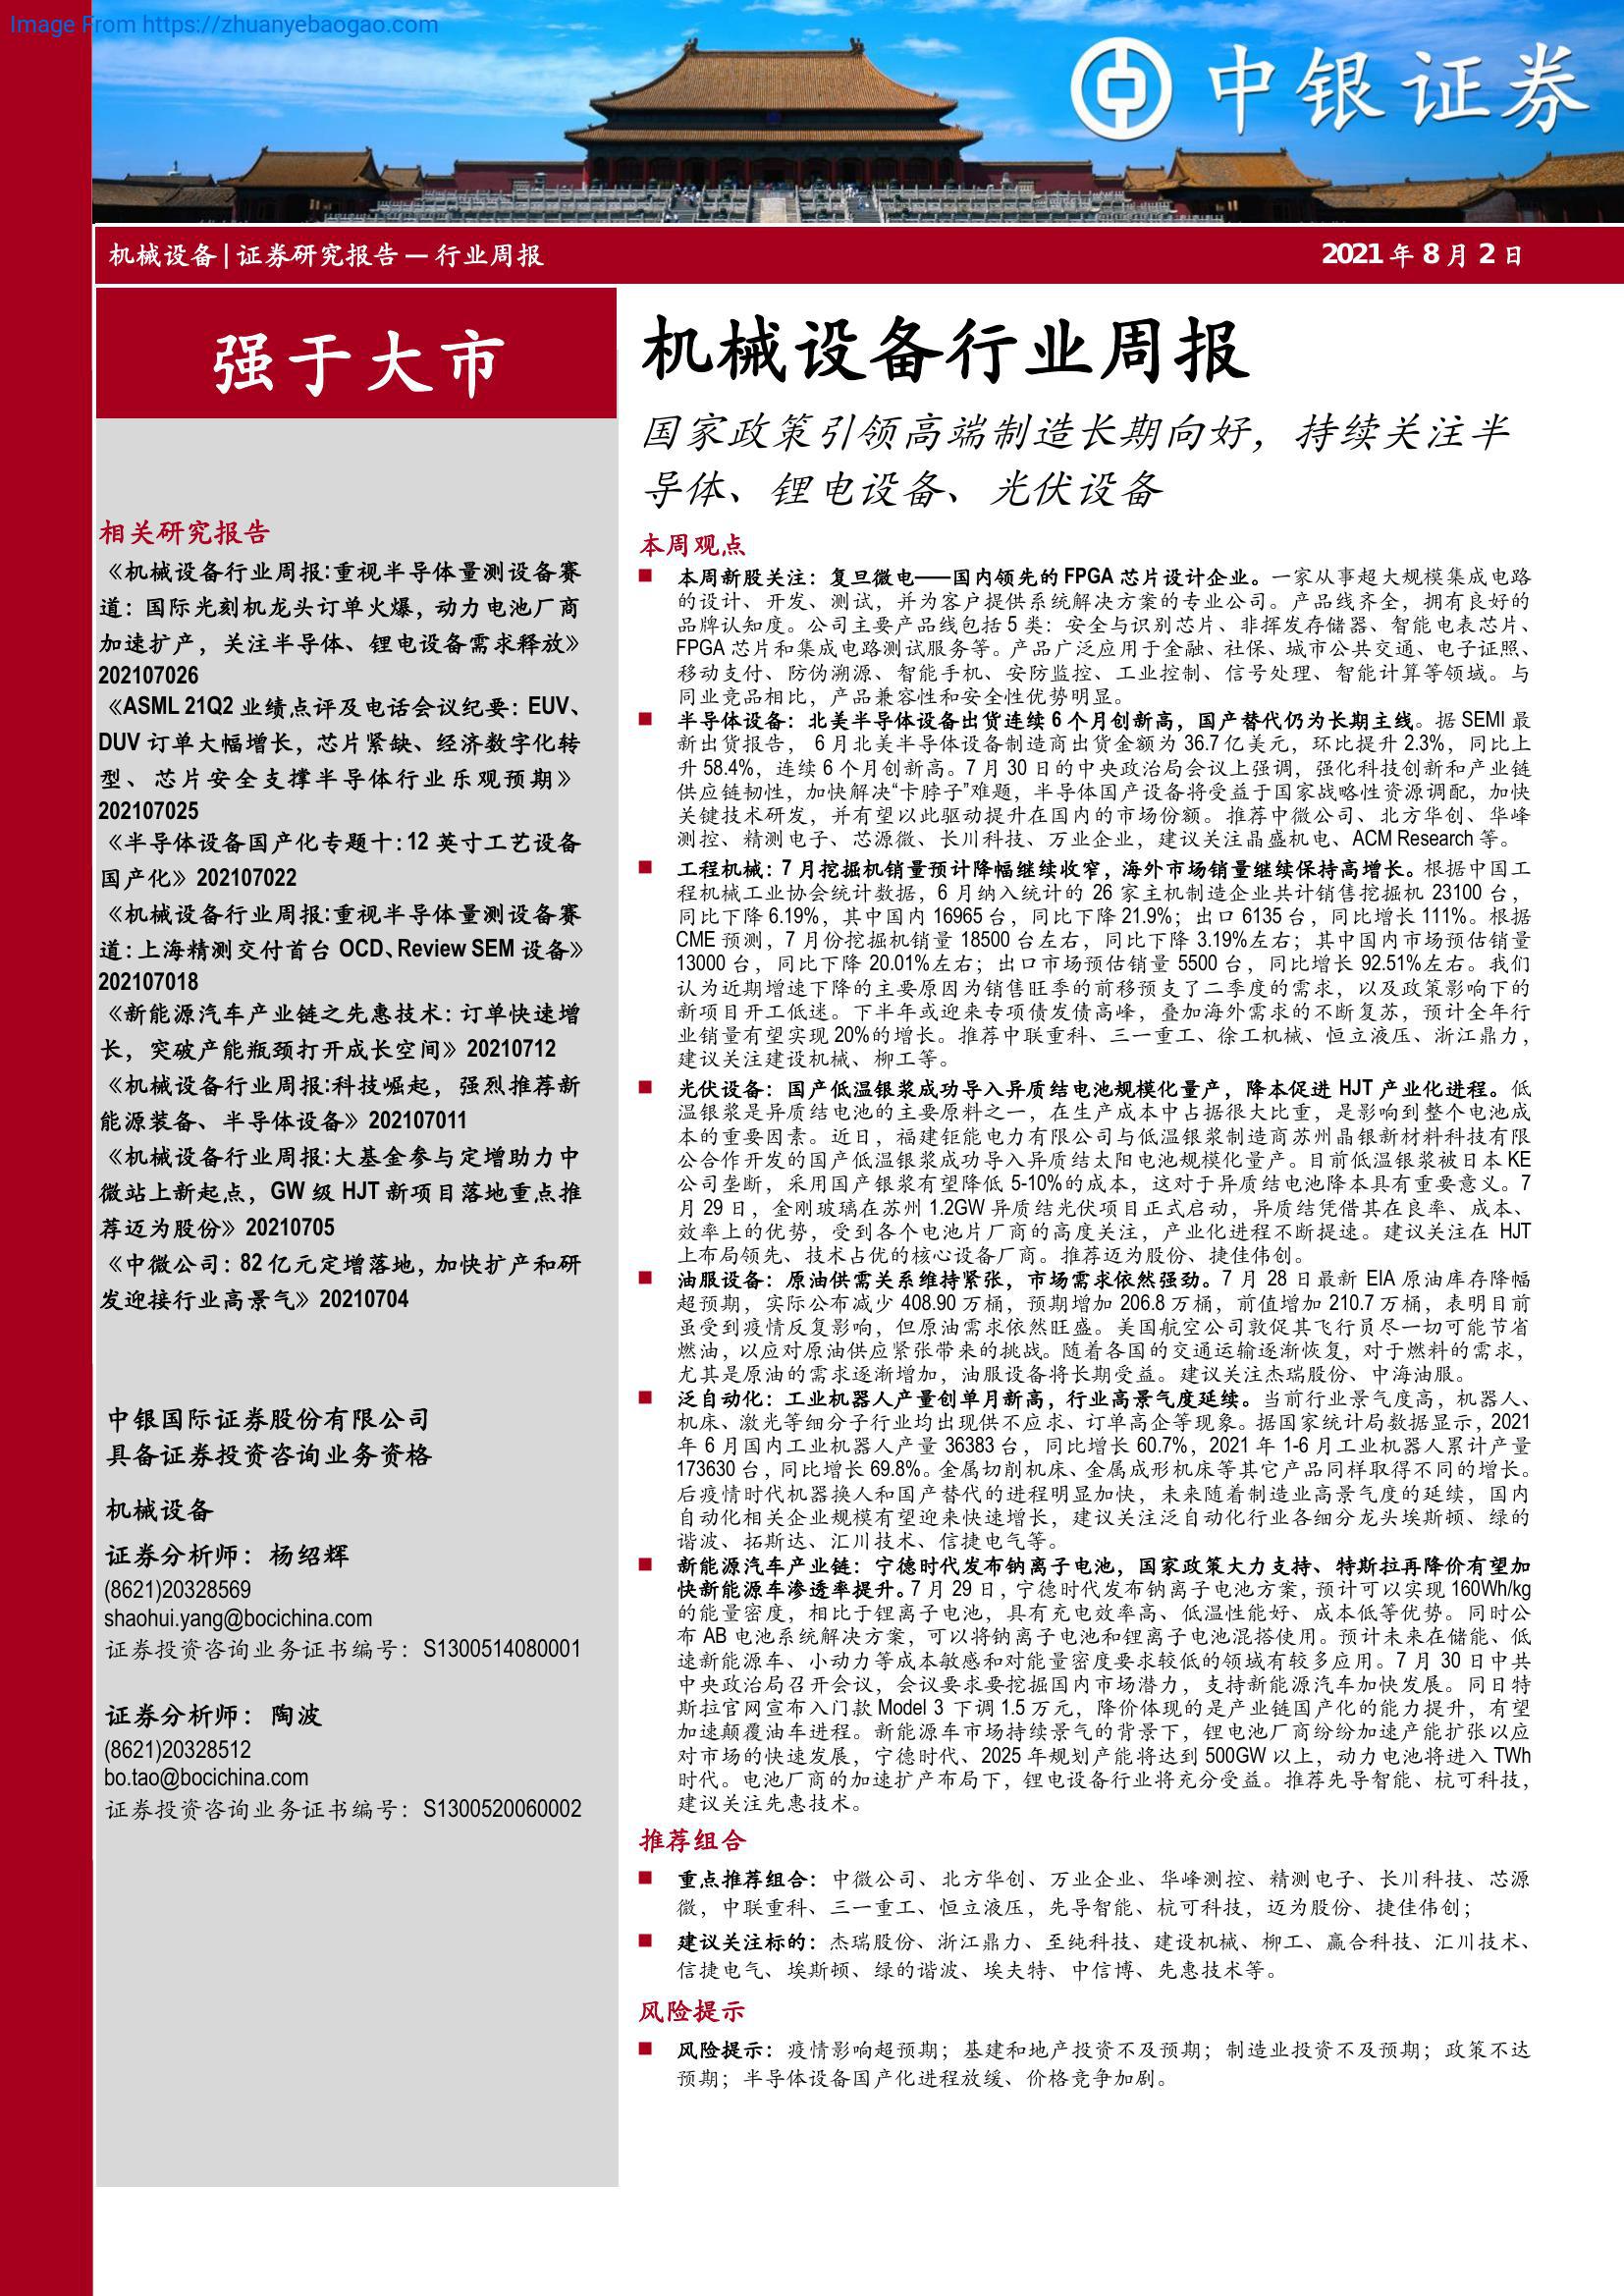 Image From https://zhuanyebaogao.com
中银证券
机械设备 | 证券研究报告 — 行业周报
2021 年 8 月 2 日
强于大市
相关研究报告
《机械设备行业周报:重视半导体量测设备赛
道：国际光刻机龙头订单火爆，动力电池厂商
加速扩产，关注半导体、锂电设备需求释放》
202107026
《ASML 21Q2 业绩点评及电话会议纪要：EUV、
DUV 订单大幅增长，芯片紧缺、经济数字化转
型、芯片安全支撑半导体行业乐观预期》
202107025
《半导体设备国产化专题十：12 英寸工艺设备
国产化》202107022
《机械设备行业周报:重视半导体量测设备赛
道：上海精测交付首台 OCD、Review SEM 设备》
202107018
《新能源汽车产业链之先惠技术：订单快速增
长，突破产能瓶颈打开成长空间》20210712
《机械设备行业周报:科技崛起，强烈推荐新
能源装备、半导体设备》202107011
《机械设备行业周报:大基金参与定增助力中
微站上新起点，GW 级 HJT 新项目落地重点推
荐迈为股份》20210705
《中微公司：82 亿元定增落地，加快扩产和研
发迎接行业高景气》20210704
中银国际证券股份有限公司
具备证券投资咨询业务资格
机械设备
证券分析师：杨绍辉
(8621)20328569
shaohui.yang@bocichina.com
证券投资咨询业务证书编号：S1300514080001
证券分析师：陶波
(8621)20328512
bo.tao@bocichina.com
证券投资咨询业务证书编号：S1300520060002
机械设备行业周报
国家政策引领高端制造长期向好，持续关注半
导体、锂电设备、光伏设备
本周观点
■ 本周新股关注：复旦微电——国内领先的 FPGA 芯片设计企业。一家从事超大规模集成电路
的设计、开发、测试，并为客户提供系统解决方案的专业公司。产品线齐全，拥有良好的
品牌认知度。公司主要产品线包括 5 类：安全与识别芯片、非挥发存储器、智能电表芯片、
FPGA 芯片和集成电路测试服务等。产品广泛应用于金融、社保、城市公共交通、电子证照、
移动支付、防伪溯源、智能手机、安防监控、工业控制、信号处理、智能计算等领域。与
同业竞品相比，产品兼容性和安全性优势明显。
■ 半导体设备：北美半导体设备出货连续 6 个月创新高，国产替代仍为长期主线。据 SEMI 最
新出货报告， 6 月北美半导体设备制造商出货金额为 36.7 亿美元，环比提升 2.3%，同比上
升 58.4%，连续 6 个月创新高。7 月 30 日的中央政治局会议上强调，强化科技创新和产业链
供应链韧性，加快解决“卡脖子”难题，半导体国产设备将受益于国家战略性资源调配，加快
关键技术研发，并有望以此驱动提升在国内的市场份额。推荐中微公司、北方华创、华峰
测控、精测电子、芯源微、长川科技、万业企业，建议关注晶盛机电、ACM Research 等。
■ 工程机械：7 月挖掘机销量预计降幅继续收窄，海外市场销量继续保持高增长。根据中国工
程机械工业协会统计数据，6 月纳入统计的 26 家主机制造企业共计销售挖掘机 23100 台，
同比下降 6.19%，其中国内 16965 台，同比下降 21.9%；出口 6135 台，同比增长 111%。根据
CME 预测，7 月份挖掘机销量 18500 台左右，同比下降 3.19%左右；其中国内市场预估销量
13000 台，同比下降 20.01%左右；出口市场预估销量 5500 台，同比增长 92.51%左右。我们
认为近期增速下降的主要原因为销售旺季的前移预支了二季度的需求，以及政策影响下的
新项目开工低迷。下半年或迎来专项债发债高峰，叠加海外需求的不断复苏，预计全年行
业销量有望实现 20%的增长。推荐中联重科、三一重工、徐工机械、恒立液压、浙江鼎力，
建议关注建设机械、柳工等。
■ 光伏设备：国产低温银浆成功导入异质结电池规模化量产，降本促进 HJT 产业化进程。低
温银浆是异质结电池的主要原料之一，在生产成本中占据很大比重，是影响到整个电池成
本的重要因素。近日，福建钜能电力有限公司与低温银浆制造商苏州晶银新材料科技有限
公合作开发的国产低温银浆成功导入异质结太阳电池规模化量产。目前低温银浆被日本 KE
公司垄断，采用国产银浆有望降低 5-10%的成本，这对于异质结电池降本具有重要意义。7
月 29 日，金刚玻璃在苏州 1.2GW 异质结光伏项目正式启动，异质结凭借其在良率、成本、
效率上的优势，受到各个电池片厂商的高度关注，产业化进程不断提速。建议关注在 HJT
上布局领先、技术占优的核心设备厂商。推荐迈为股份、捷佳伟创。
■ 油服设备：原油供需关系维持紧张，市场需求依然强劲。7 月 28 日最新 EIA 原油库存降幅
超预期，实际公布减少 408.90 万桶，预期增加 206.8 万桶，前值增加 210.7 万桶，表明目前
虽受到疫情反复影响，但原油需求依然旺盛。美国航空公司敦促其飞行员尽一切可能节省
燃油，以应对原油供应紧张带来的挑战。随着各国的交通运输逐渐恢复，对于燃料的需求，
尤其是原油的需求逐渐增加，油服设备将长期受益。建议关注杰瑞股份、中海油服。
■ 泛自动化：工业机器人产量创单月新高，行业高景气度延续。当前行业景气度高，机器人、
机床、激光等细分子行业均出现供不应求、订单高企等现象。据国家统计局数据显示，2021
年 6 月国内工业机器人产量 36383 台，同比增长 60.7%，2021 年 1-6 月工业机器人累计产量
173630 台，同比增长 69.8%。金属切削机床、金属成形机床等其它产品同样取得不同的增长。
后疫情时代机器换人和国产替代的进程明显加快，未来随着制造业高景气度的延续，国内
自动化相关企业规模有望迎来快速增长，建议关注泛自动化行业各细分龙头埃斯顿、绿的
谐波、拓斯达、汇川技术、信捷电气等。
■ 新能源汽车产业链：宁德时代发布钠离子电池，国家政策大力支持、特斯拉再降价有望加
快新能源车渗透率提升。7 月 29 日，宁德时代发布钠离子电池方案，预计可以实现 160Wh/kg
的能量密度，相比于锂离子电池，具有充电效率高、低温性能好、成本低等优势。同时公
布 AB 电池系统解决方案，可以将钠离子电池和锂离子电池混搭使用。预计未来在储能、低
速新能源车、小动力等成本敏感和对能量密度要求较低的领域有较多应用。7 月 30 日中共
中央政治局召开会议，会议要求要挖掘国内市场潜力，支持新能源汽车加快发展。同日特
斯拉官网宣布入门款 Model 3 下调 1.5 万元，降价体现的是产业链国产化的能力提升，有望
加速颠覆油车进程。新能源车市场持续景气的背景下，锂电池厂商纷纷加速产能扩张以应
对市场的快速发展，宁德时代、2025 年规划产能将达到 500GW 以上，动力电池将进入 TWh
时代。电池厂商的加速扩产布局下，锂电设备行业将充分受益。推荐先导智能、杭可科技，
建议关注先惠技术。
推荐组合
■ 重点推荐组合：中微公司、北方华创、万业企业、华峰测控、精测电子、长川科技、芯源
微，中联重科、三一重工、恒立液压，先导智能、杭可科技，迈为股份、捷佳伟创；
■ 建议关注标的：杰瑞股份、浙江鼎力、至纯科技、建设机械、柳工、赢合科技、汇川技术、
信捷电气、埃斯顿、绿的谐波、埃夫特、中信博、先惠技术等。
风险提示
■ 风险提示：疫情影响超预期；基建和地产投资不及预期；制造业投资不及预期；政策不达
预期；半导体设备国产化进程放缓、价格竞争加剧。